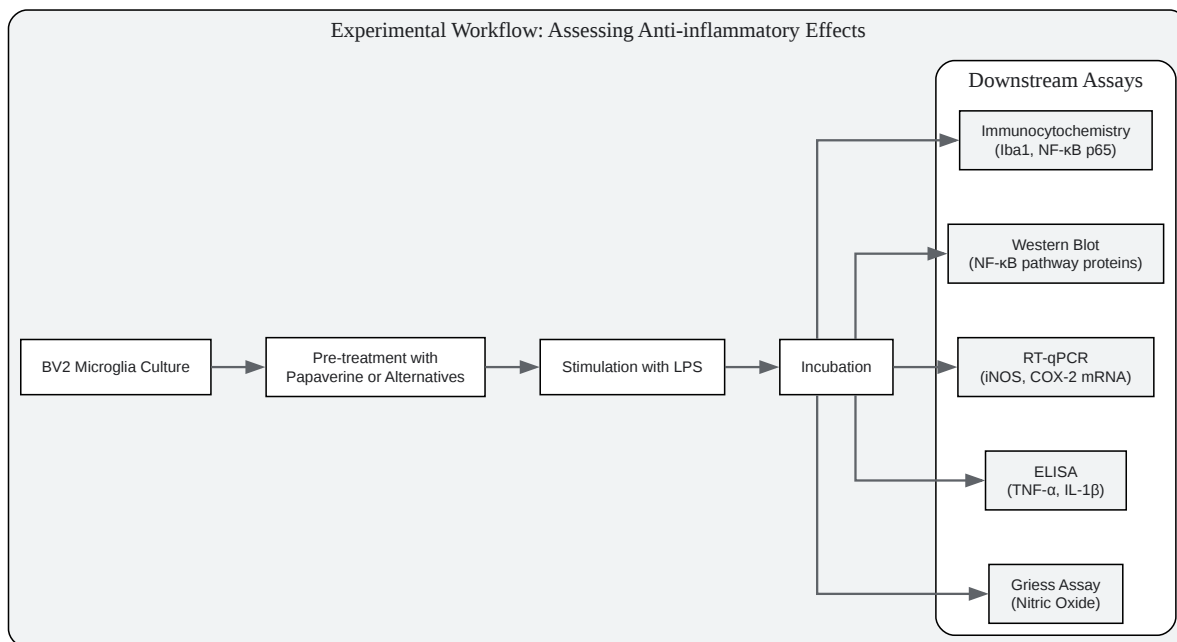 Experimental Workflow: Assessing Anti-inflammatory Effects
Downstream Assays
Immunocytochemistry
(Iba1, NF-κB p65)
Western Blot
(NF-κB pathway proteins)
BV2 Microglia Culture
Pre-treatment with
Papaverine or Alternatives
Stimulation with LPS
Incubation
RT-qPCR
(iNOS, COX-2 mRNA)
ELISA
(TNF-α, IL-1β)
Griess Assay
(Nitric Oxide)